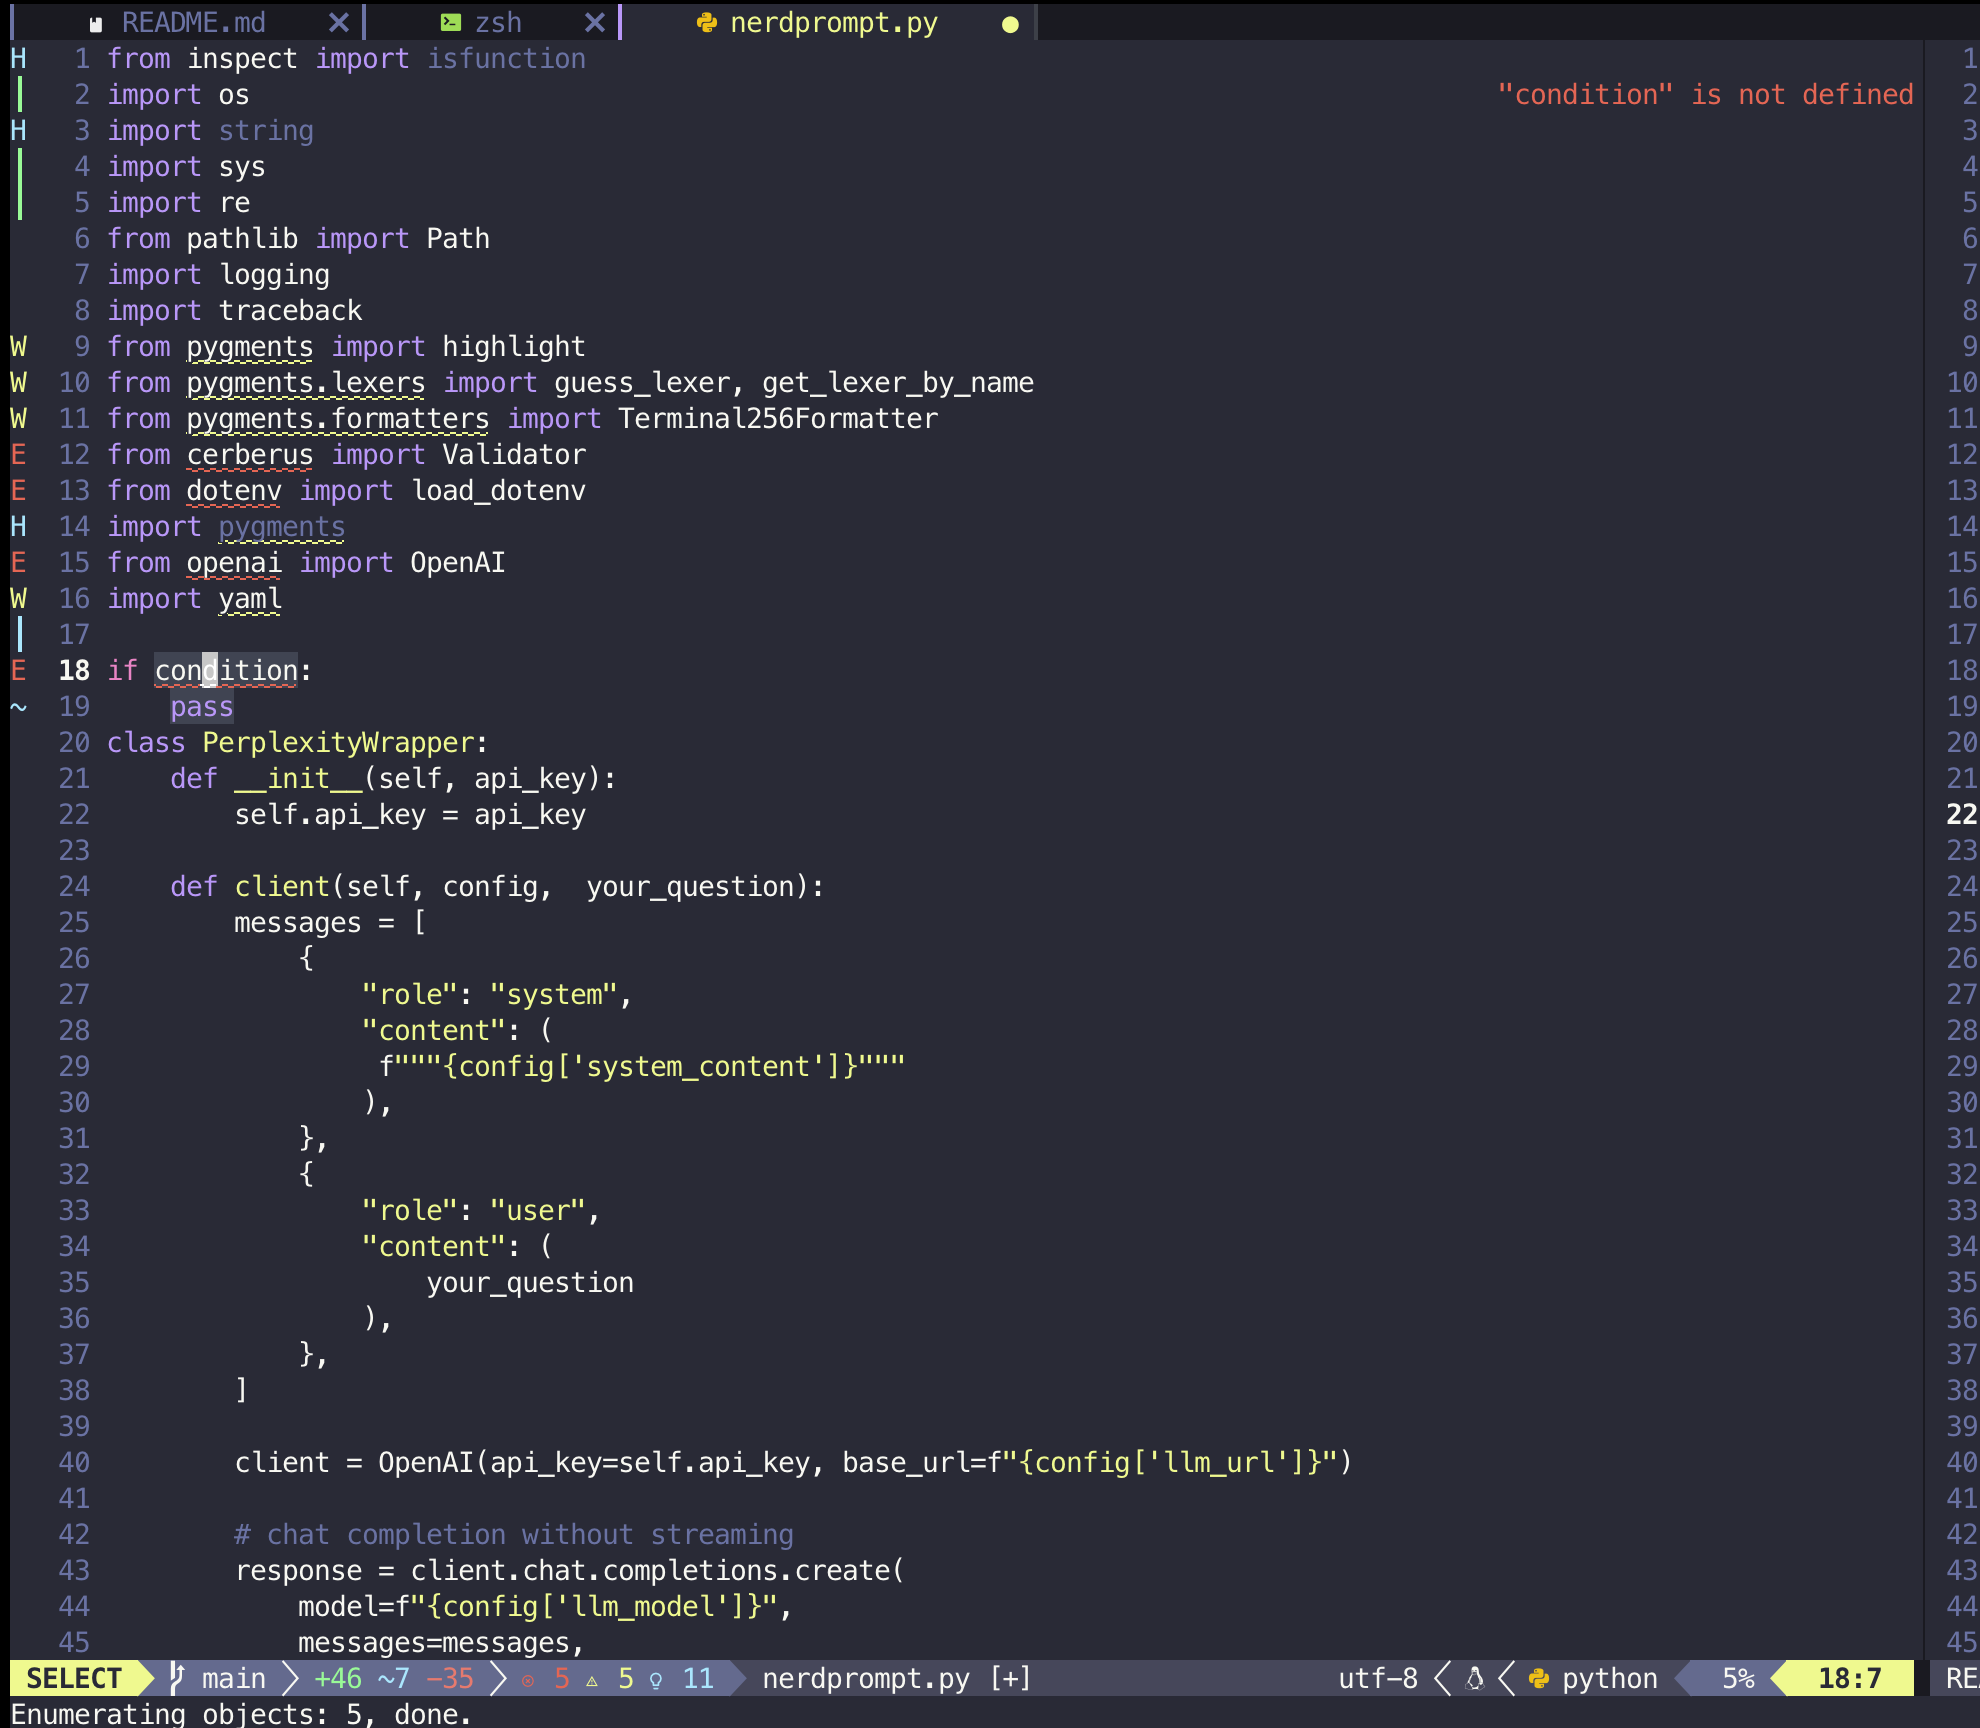 README.md ✕ zsh ✕ nerdprompt.py ●
H 1 from inspect import isfunction 1
2 import os "condition" is not defined 2
H 3 import string 3
4 import sys 4
5 import re 5
6 from pathlib import Path 6
7 import logging 7
8 import traceback 8
W 9 from pygments import highlight 9
W 10 from pygments.lexers import guess_lexer, get_lexer_by_name 10
W 11 from pygments.formatters import Terminal256Formatter 11
E 12 from cerberus import Validator 12
E 13 from dotenv import load_dotenv 13
H 14 import pygments 14
E 15 from openai import OpenAI 15
W 16 import yaml 16
17 17
E 18 if condition: 18
~ 19     pass 19
20 class PerplexityWrapper: 20
21     def __init__(self, api_key): 21
22         self.api_key = api_key 22
23 23
24     def client(self, config,  your_question): 24
25         messages = [ 25
26             { 26
27                 "role": "system", 27
28                 "content": ( 28
29                  f"""{config['system_content']}""" 29
30                 ), 30
31             }, 31
32             { 32
33                 "role": "user", 33
34                 "content": ( 34
35                     your_question 35
36                 ), 36
37             }, 37
38         ] 38
39 39
40         client = OpenAI(api_key=self.api_key, base_url=f"{config['llm_url']}") 40
41 41
42         # chat completion without streaming 42
43         response = client.chat.completions.create( 43
44             model=f"{config['llm_model']}", 44
45             messages=messages, 45
SELECT main +46 ~7 -35 5 5 11 nerdprompt.py [+] utf-8 python 5% 18:7
Enumerating objects: 5, done.